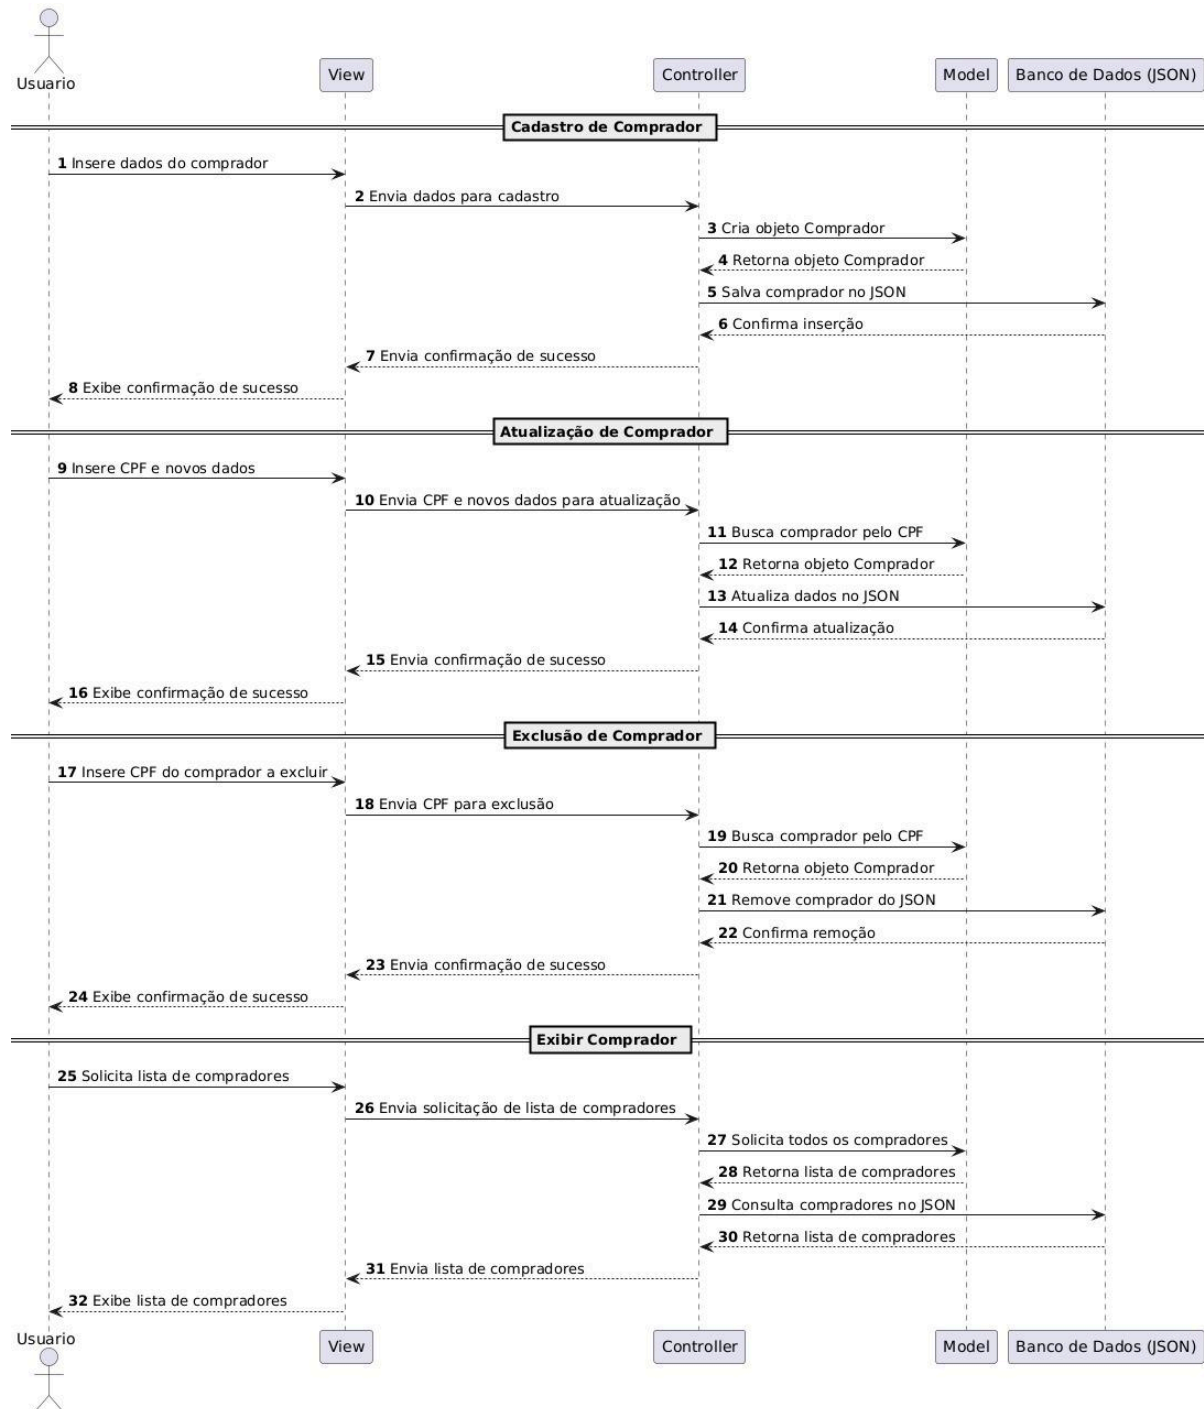 Usuario
View
Controller
Model
Banco de Dados (JSON)
Cadastro de Comprador
1 Insere dados do comprador
2 Envia dados para cadastro
3 Cria objeto Comprador
4 Retorna objeto Comprador
5 Salva comprador no JSON
6 Confirma inserção
7 Envia confirmação de sucesso
8 Exibe confirmação de sucesso
Atualização de Comprador
9 Insere CPF e novos dados
10 Envia CPF e novos dados para atualização
11 Busca comprador pelo CPF
12 Retorna objeto Comprador
13 Atualiza dados no JSON
14 Confirma atualização
15 Envia confirmação de sucesso
16 Exibe confirmação de sucesso
Exclusão de Comprador
17 Insere CPF do comprador a excluir
18 Envia CPF para exclusão
19 Busca comprador pelo CPF
20 Retorna objeto Comprador
21 Remove comprador do JSON
22 Confirma remoção
23 Envia confirmação de sucesso
24 Exibe confirmação de sucesso
Exibir Comprador
25 Solicita lista de compradores
26 Envia solicitação de lista de compradores
27 Solicita todos os compradores
28 Retorna lista de compradores
29 Consulta compradores no JSON
30 Retorna lista de compradores
31 Envia lista de compradores
32 Exibe lista de compradores
Usuario
View
Controller
Model
Banco de Dados (JSON)